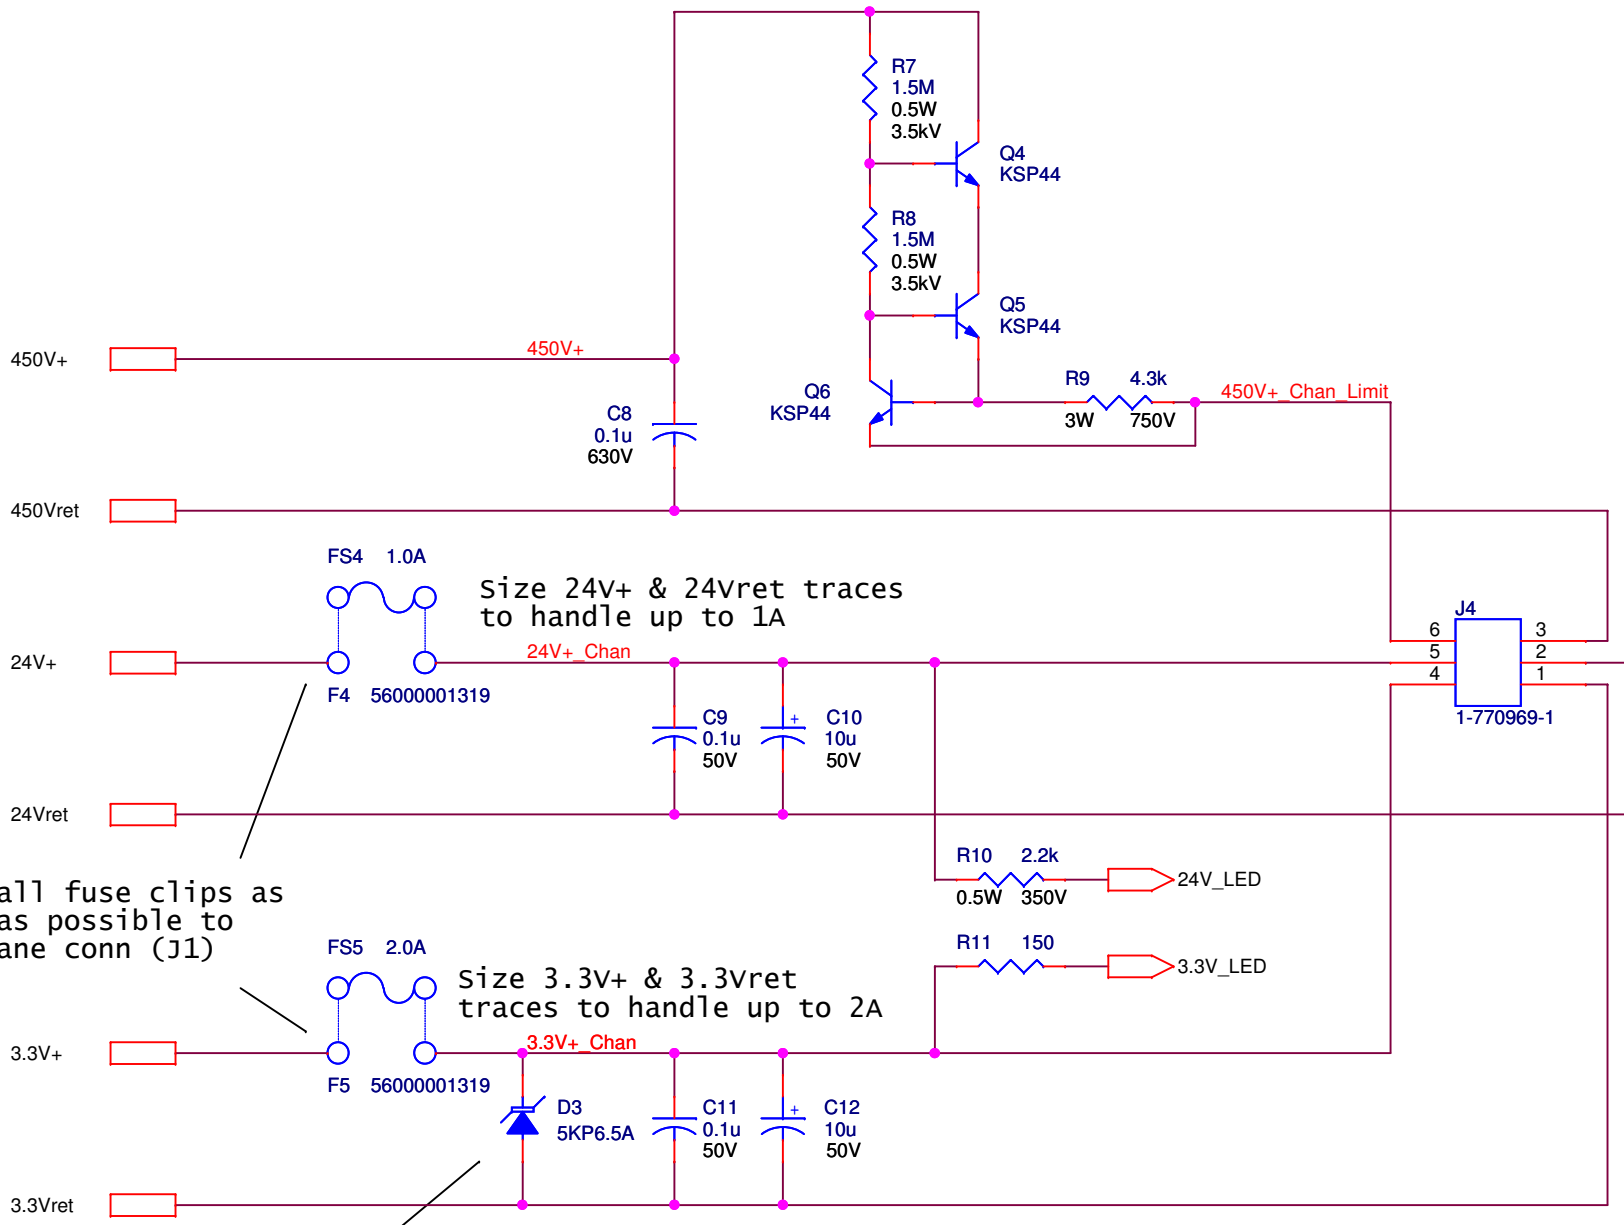 R7
1.5M
0.5W
3.5kV
Q4
KSP44
R8
1.5M
0.5W
3.5kV
Q5
KSP44
450V+
450V+
Q6
KSP44
R9 4.3k
3W 750V
450V+_Chan_Limit
C8
0.1u
630V
450Vret
FS4 1.0A
Size 24V+ & 24Vret traces
to handle up to 1A
24V+
24V+_Chan
F4 56000001319
J4
6 3
5 2
4 1
1-770969-1
C9
0.1u
50V
+
C10
10u
50V
24Vret
R10 2.2k
0.5W 350V
24V_LED
all fuse clips as
as possible to
ane conn (J1)
R11 150
3.3V_LED
FS5 2.0A
Size 3.3V+ & 3.3Vret
traces to handle up to 2A
3.3V+
3.3V+_Chan
F5 56000001319
D3
5KP6.5A
C11
0.1u
50V
+
C12
10u
50V
3.3Vret